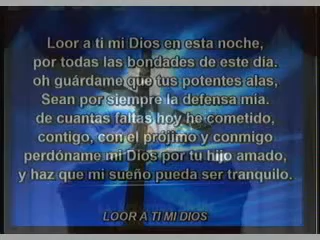 Loor a ti mi Dios en esta noche,
por todas las bondades de este día.
oh guárdame que tus potentes alas,
Sean por siempre la defensa mía.
de cuantas faltas hoy he cometido,
contigo, con el prójimo y conmigo
perdóname mi Dios por tu hijo amado,
y haz que mi sueño pueda ser tranquilo.
LOOR A TI MI DIOS